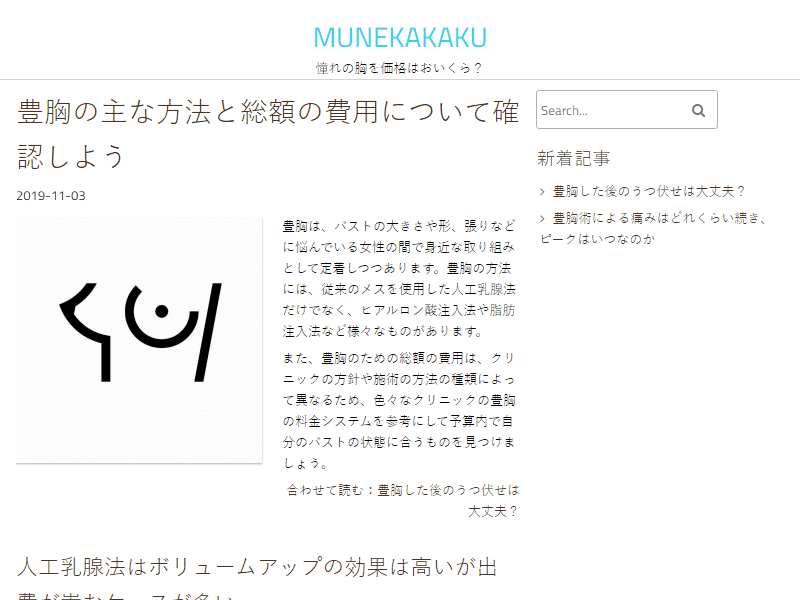 MUNEKAKAKU
憧れの胸を価格はおいくら？
豊胸の主な方法と総額の費用について確
認しよう
2019-11-03
豊胸は、バストの大きさや形、張りなど
に悩んでいる女性の間で身近な取り組み
として定着しつつあります。豊胸の方法
には、従来のメスを使用した人工乳腺法
だけでなく、ヒアルロン酸注入法や脂肪
注入法など様々なものがあります。
また、豊胸のための総額の費用は、クリ
ニックの方針や施術の方法の種類によっ
て異なるため、色々なクリニックの豊胸
の料金システムを参考にして予算内で自
分のバストの状態に合うものを見つけま
しょう。
合わせて読む：豊胸した後のうつ伏せは
大丈夫？
人工乳腺法はボリュームアップの効果は高いが出
費が嵩むケースが多い
Search...
新着記事
豊胸した後のうつ伏せは大丈夫？
豊胸術による痛みはどれくらい続き、
ピークはいつなのか